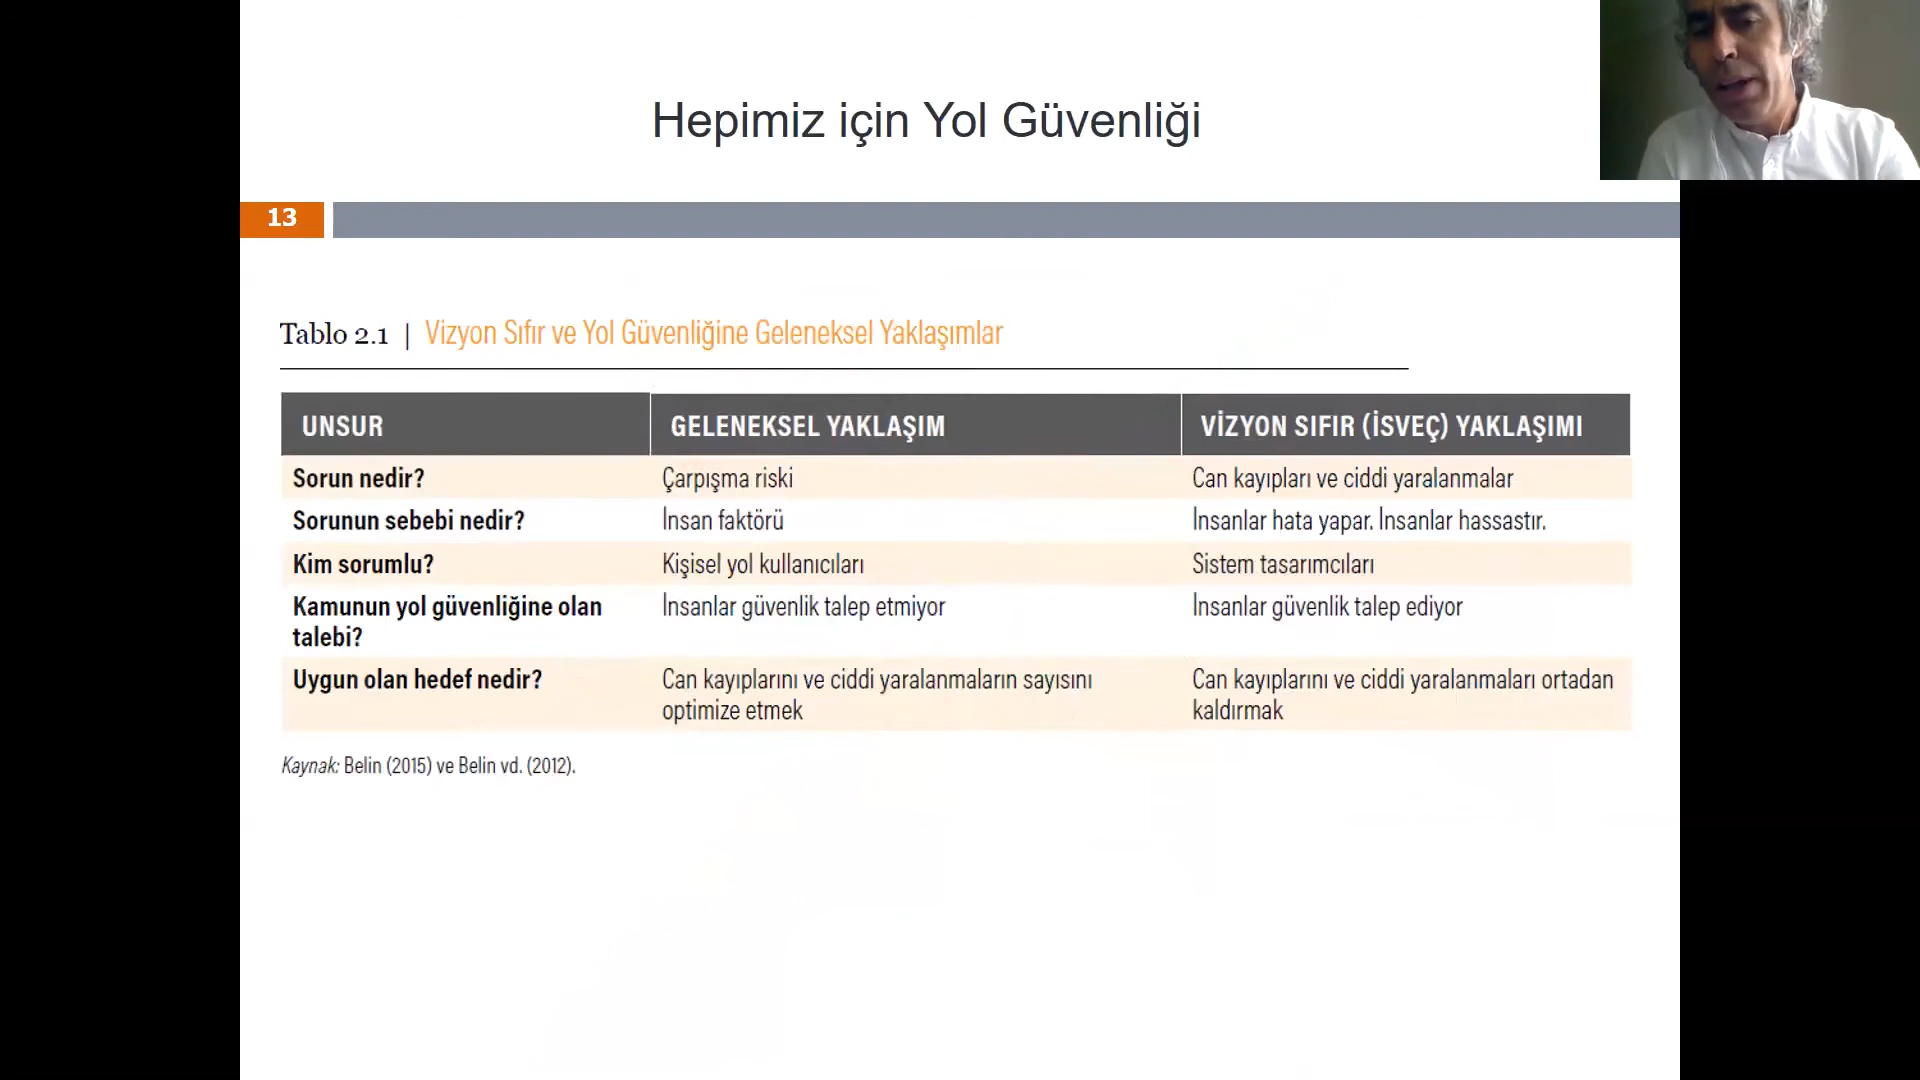 Hepimiz için Yol Güvenliği
13
Tablo 2.1 | Vizyon Sıfır ve Yol Güvenliğine Geleneksel Yaklaşımlar
UNSUR GELENEKSEL YAKLAŞIM VİZYON SIFIR (İSVEÇ) YAKLAŞIMI
Sorun nedir? Çarpışma riski Can kayıpları ve ciddi yaralanmalar
Sorunun sebebi nedir? İnsan faktörü İnsanlar hata yapar. İnsanlar hassastır.
Kim sorumlu? Kişisel yol kullanıcıları Sistem tasarımcıları
Kamunun yol güvenliğine olan İnsanlar güvenlik talep etmiyor İnsanlar güvenlik talep ediyor
talebi?
Uygun olan hedef nedir? Can kayıplarını ve ciddi yaralanmaların sayısını Can kayıplarını ve ciddi yaralanmaları ortadan
optimize etmek kaldırmak
Kaynak: Belin (2015) ve Belin vd. (2012).